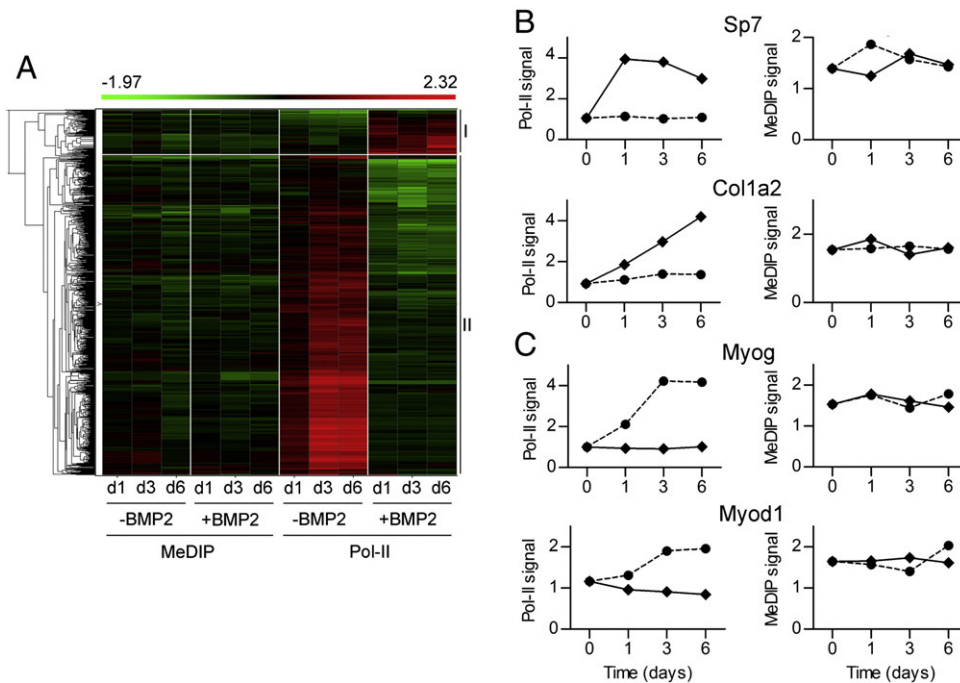 A
-1.97 2.32
I
II
d1 d3 d6 d1 d3 d6 d1 d3 d6 d1 d3 d6
-BMP2 +BMP2 -BMP2 +BMP2
MeDIP Pol-II
B
Sp7
Pol-II signal
4
2
0
0 1 3 6
MeDIP signal
2
1
0
0 1 3 6
Col1a2
Pol-II signal
4
2
0
0 1 3 6
MeDIP signal
2
1
0
0 1 3 6
C
Myog
Pol-II signal
4
2
0
0 1 3 6
MeDIP signal
2
1
0
0 1 3 6
Myod1
Pol-II signal
2
1
0
0 1 3 6
Time (days)
MeDIP signal
2
1
0
0 1 3 6
Time (days)